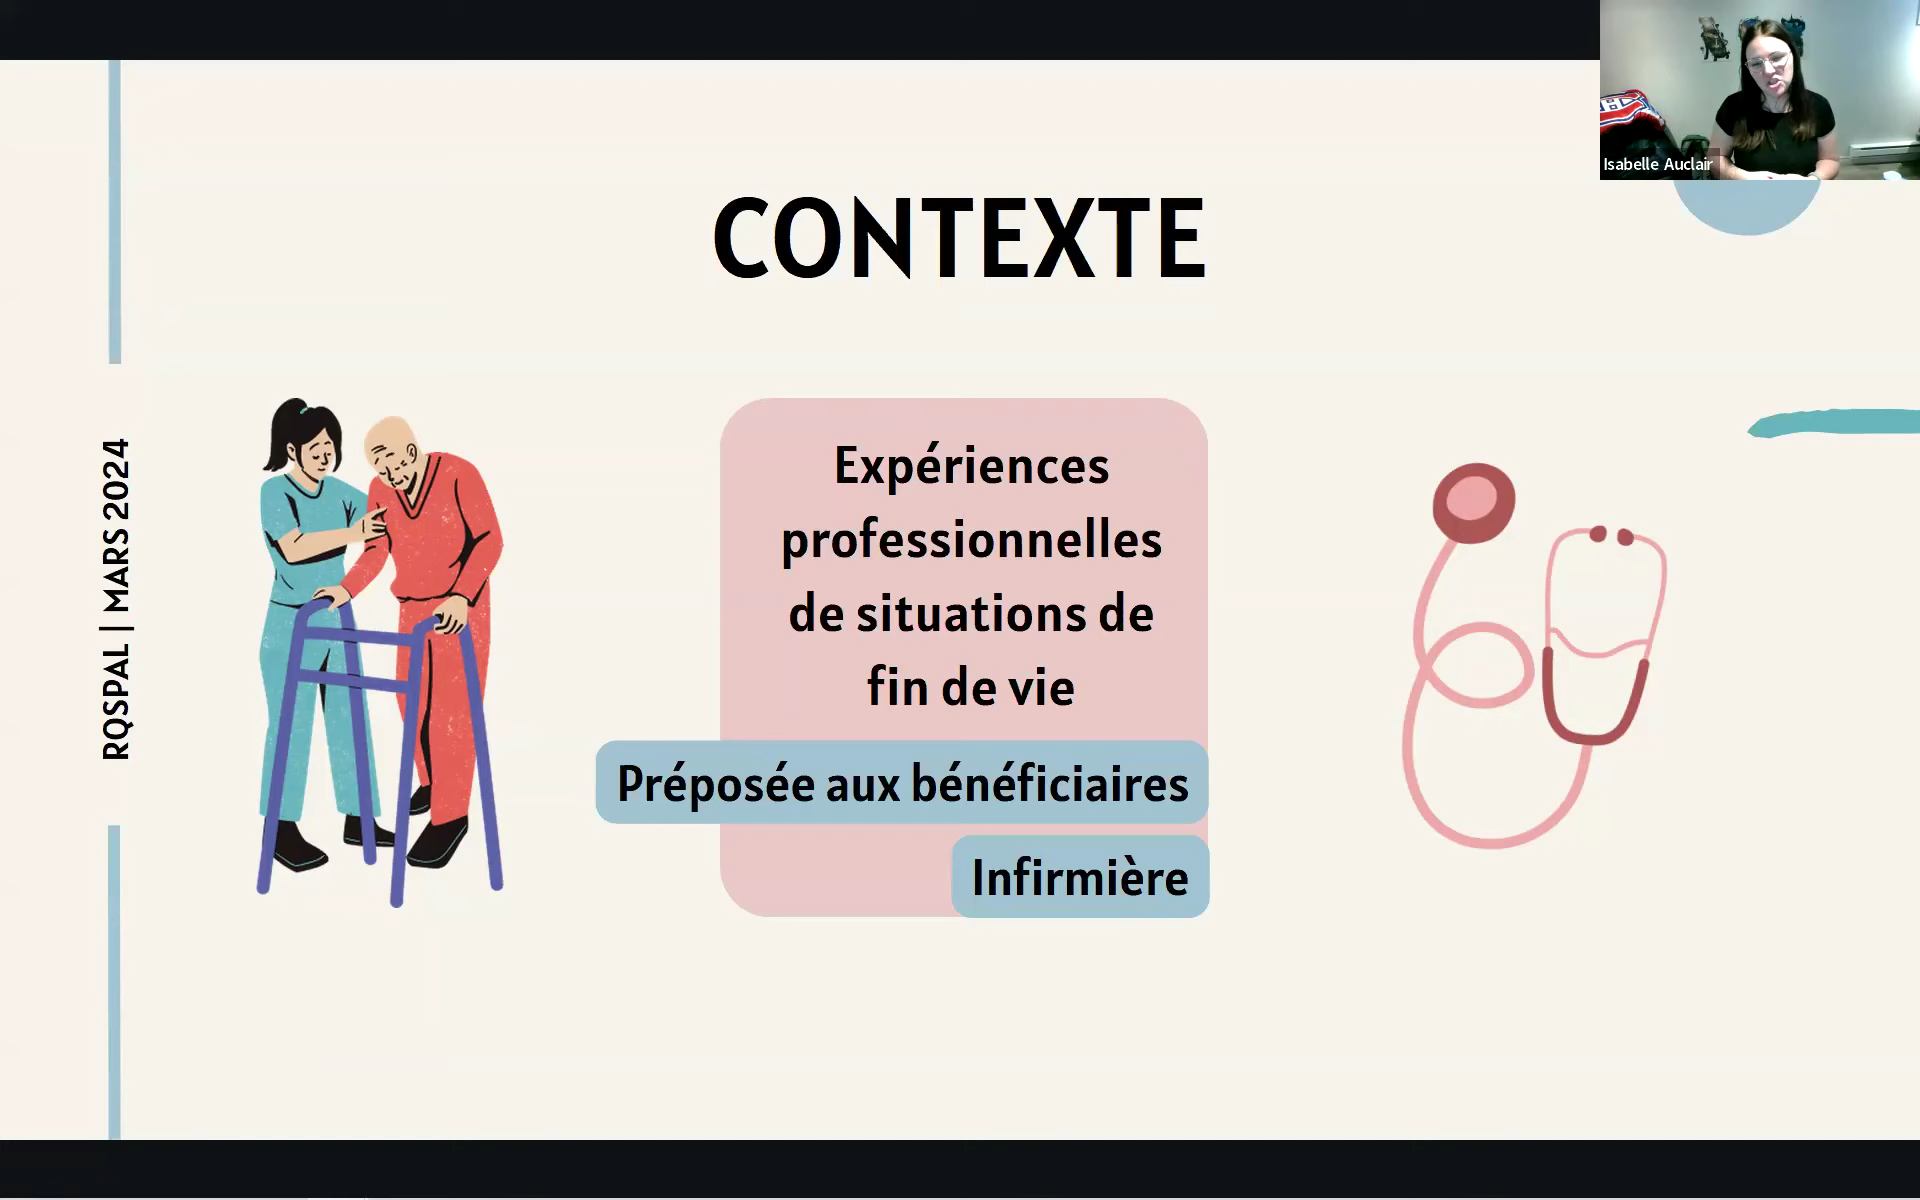 Isabelle Auclair
CONTEXTE
RQSPAL | MARS 2024
Expériences
professionnelles
de situations de
fin de vie
Préposée aux bénéficiaires
Infirmière